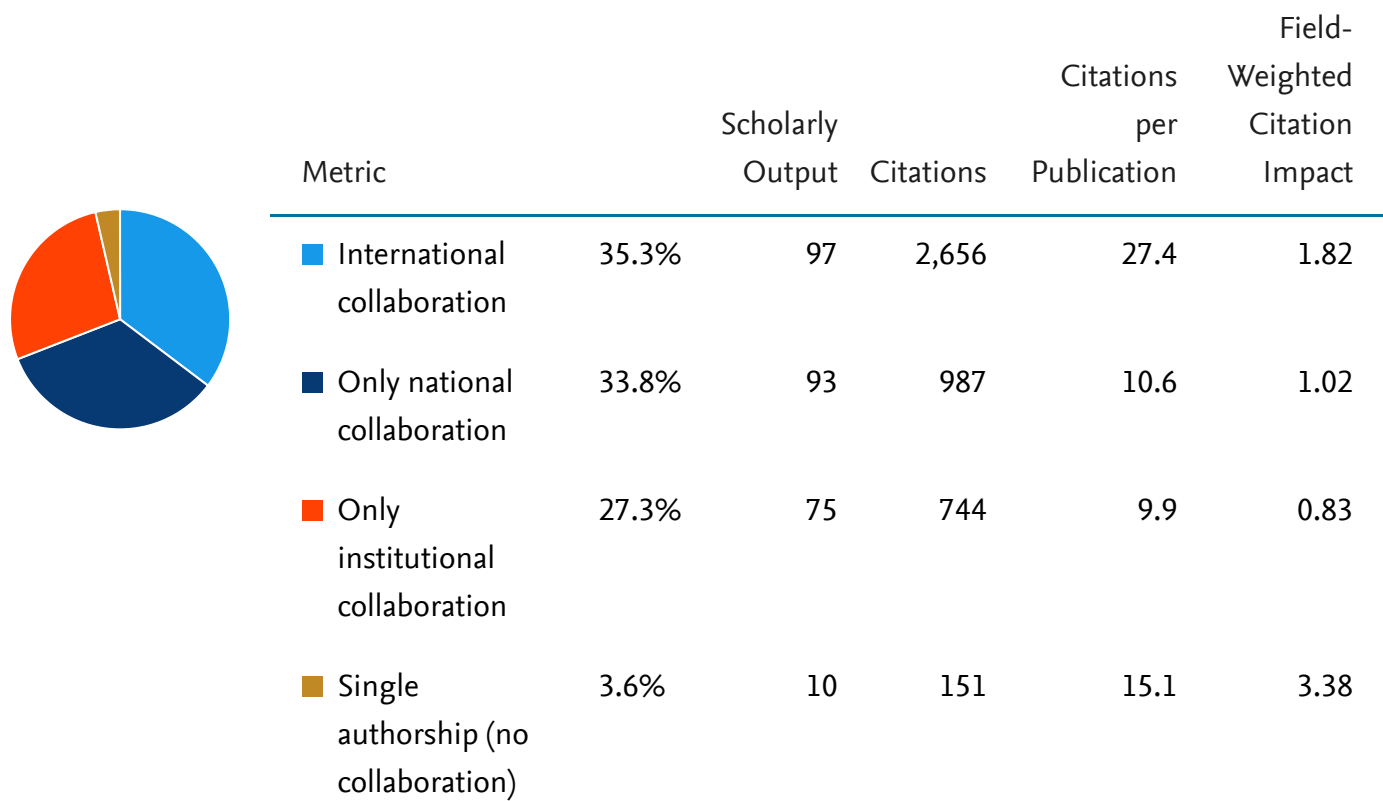 Metric Scholarly Output Citations Citations per Publication Field-Weighted Citation Impact
International 35.3% 97 2,656 27.4 1.82
collaboration
Only national 33.8% 93 987 10.6 1.02
collaboration
Only 27.3% 75 744 9.9 0.83
institutional
collaboration
Single 3.6% 10 151 15.1 3.38
authorship (no
collaboration)